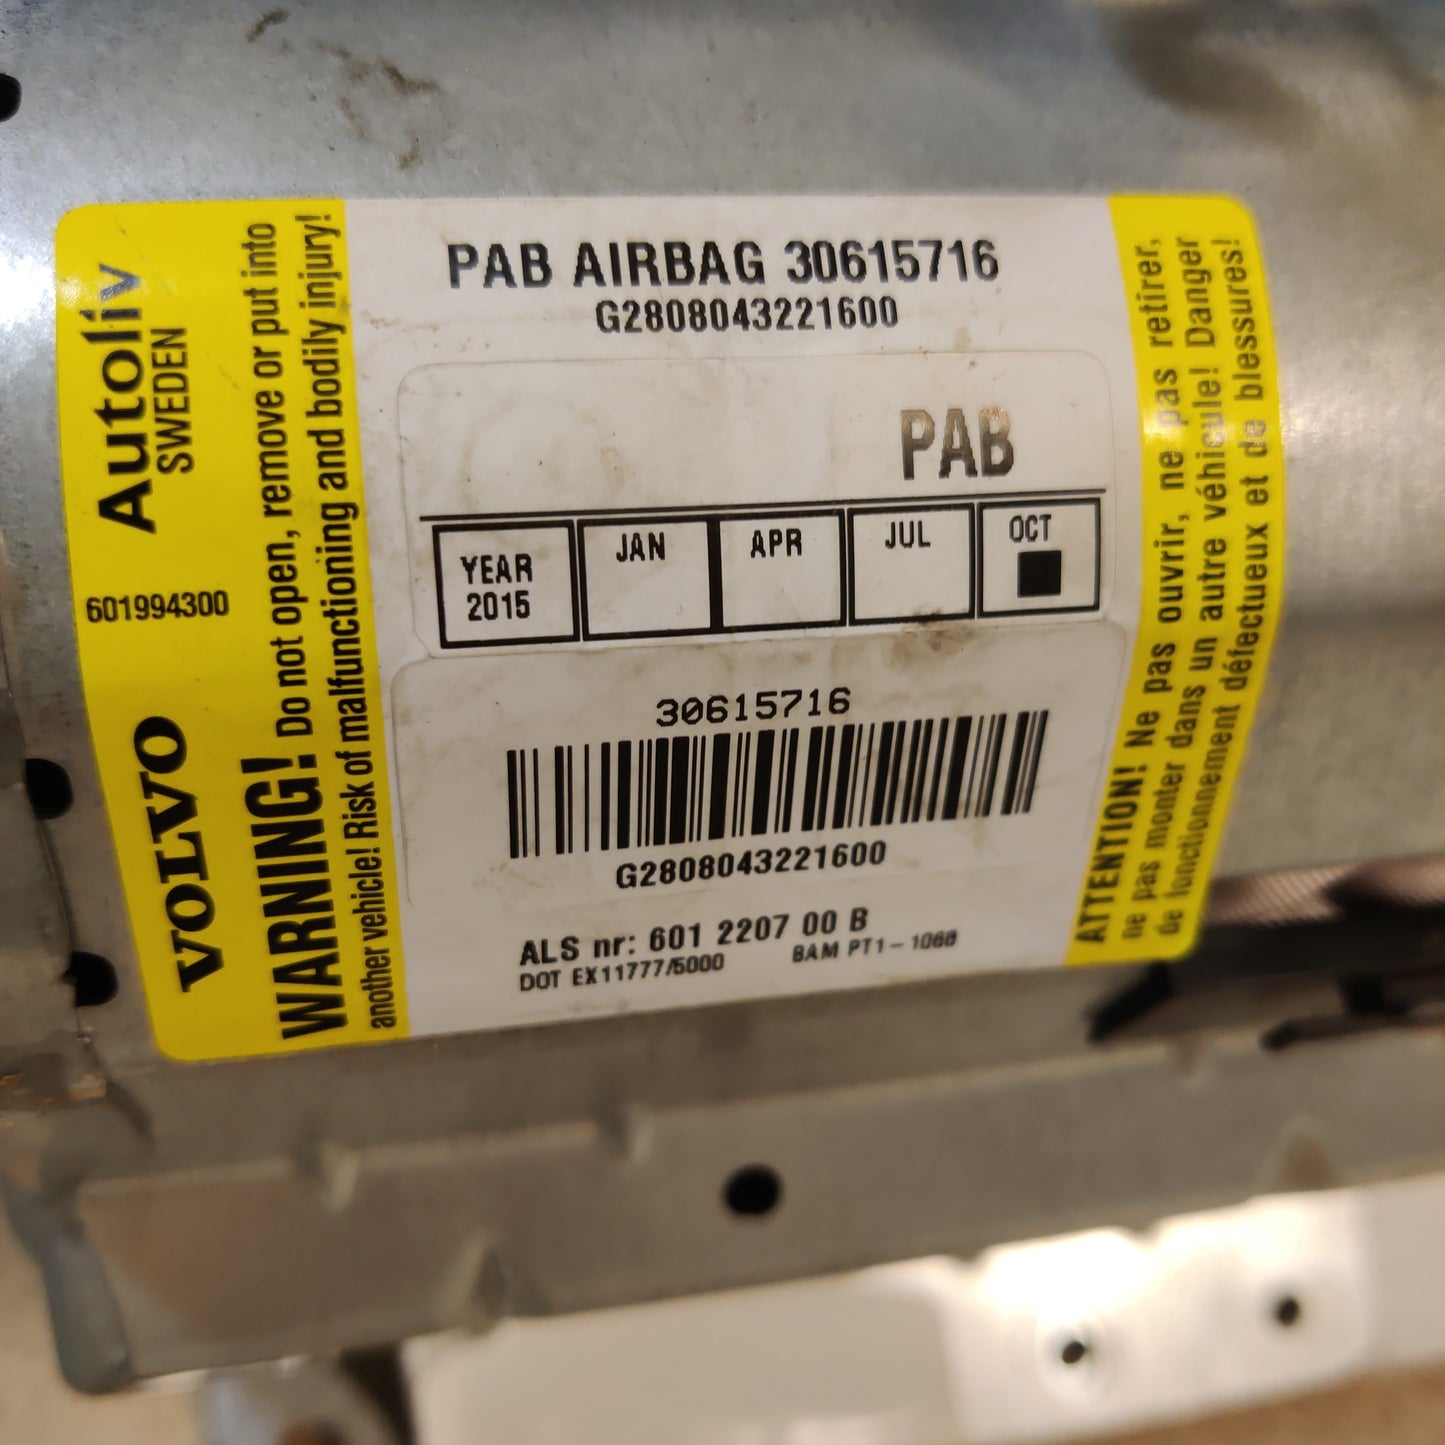 Autoliv
SWEDEN
601994300
VOLVO
WARNING! Do not open, remove or put into
another vehicle! Risk of malfunctioning and bodily injury!
PAB AIRBAG 30615716
G2808043221600
PAB
YEAR 2015 JAN APR JUL OCT
30615716
G2808043221600
ALS nr: 601 2207 00 B
DOT EX11777/5000 BAM PT1-1068
ATTENTION! Ne pas ouvrir, ne pas retirer,
ne pas monter dans un autre véhicule! Danger
de fonctionnement défectueux et de blessures!